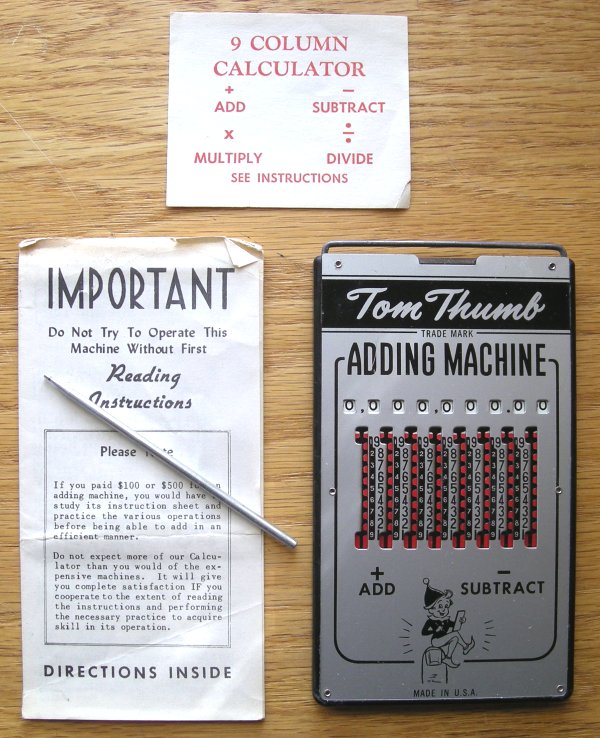 9 COLUMN
CALCULATOR
+ −
ADD SUBTRACT
x ÷
MULTIPLY DIVIDE
SEE INSTRUCTIONS
IMPORTANT
Do Not Try To Operate This
Machine Without First
Reading
Instructions
Please
If you paid $100 or $500
adding machine, you would have
study its instruction sheet and
practice the various operations
before being able to add in an
efficient manner.
Do not expect more of our Calcu-
lator than you would of the ex-
pensive machines. It will give
you complete satisfaction IF you
cooperate to the extent of reading
the instructions and performing
the necessary practice to acquire
skill in its operation.
DIRECTIONS INSIDE
Tom Thumb
TRADE MARK
ADDING MACHINE
0,000,000.00
+ −
ADD SUBTRACT
MADE IN U.S.A.